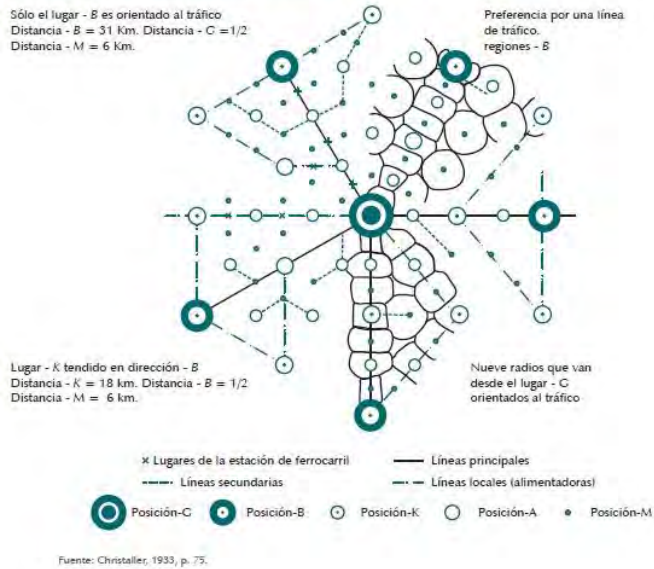 Sólo el lugar - B es orientado al tráfico
Distancia - B = 31 Km. Distancia - G = 1/2
Distancia - M = 6 Km.
Preferencia por una línea
de tráfico.
regiones - B
Lugar - K tendido en dirección - B
Distancia - K = 18 km. Distancia - B = 1/2
Distancia - M = 6 km.
Nueve radios que van
desde el lugar - G
orientados al tráfico
× Lugares de la estación de ferrocarril
Líneas principales
Líneas secundarias
Líneas locales (alimentadoras)
Posición-G
Posición-B
Posición-K
Posición-A
Posición-M
Fuente: Christaller, 1933, p. 75.